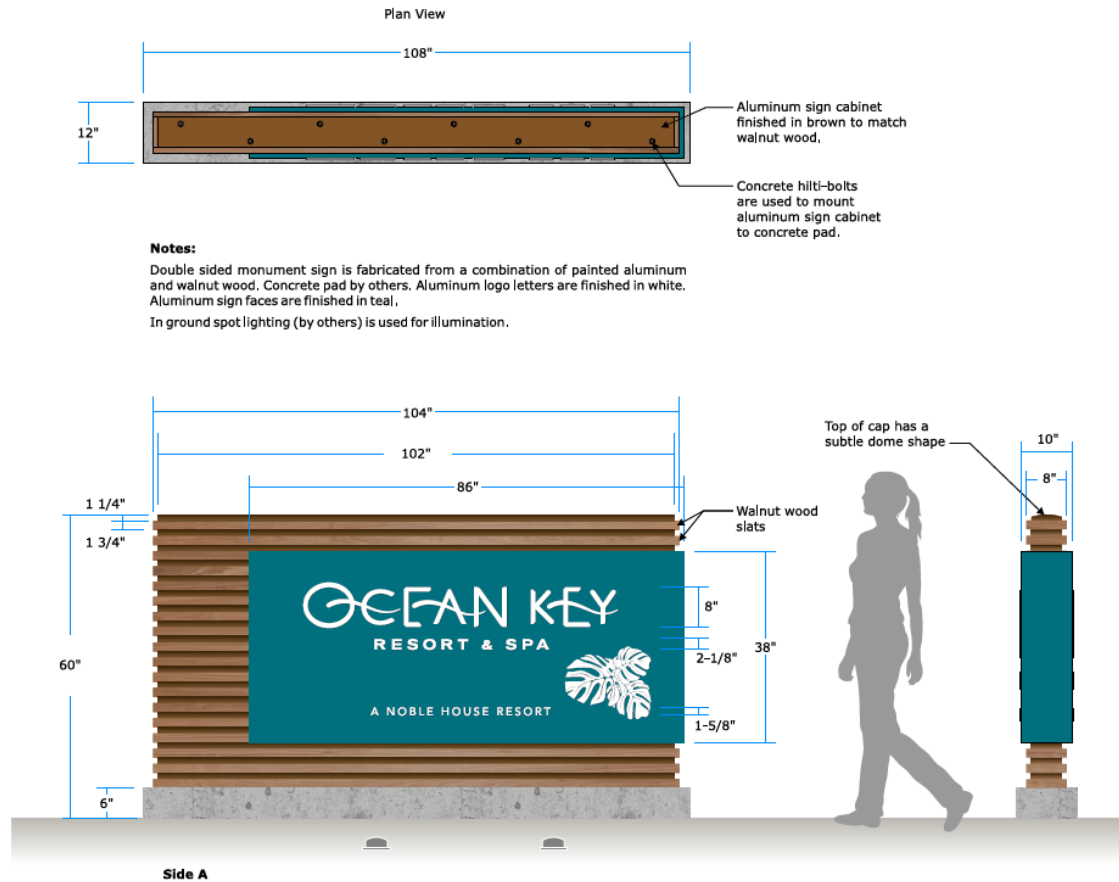 Plan View
108"
12"
Aluminum sign cabinet
finished in brown to match
walnut wood.
Concrete hilti-bolts
are used to mount
aluminum sign cabinet
to concrete pad.
Notes:
Double sided monument sign is fabricated from a combination of painted aluminum
and walnut wood. Concrete pad by others. Aluminum logo letters are finished in white.
Aluminum sign faces are finished in teal.
In ground spot lighting (by others) is used for illumination.
104"
102"
86"
1 1/4"
1 3/4"
60"
6"
Walnut wood
slats
OCEAN KEY
RESORT & SPA
A NOBLE HOUSE RESORT
8"
2-1/8"
38"
1-5/8"
Top of cap has a
subtle dome shape
10"
8"
Side A